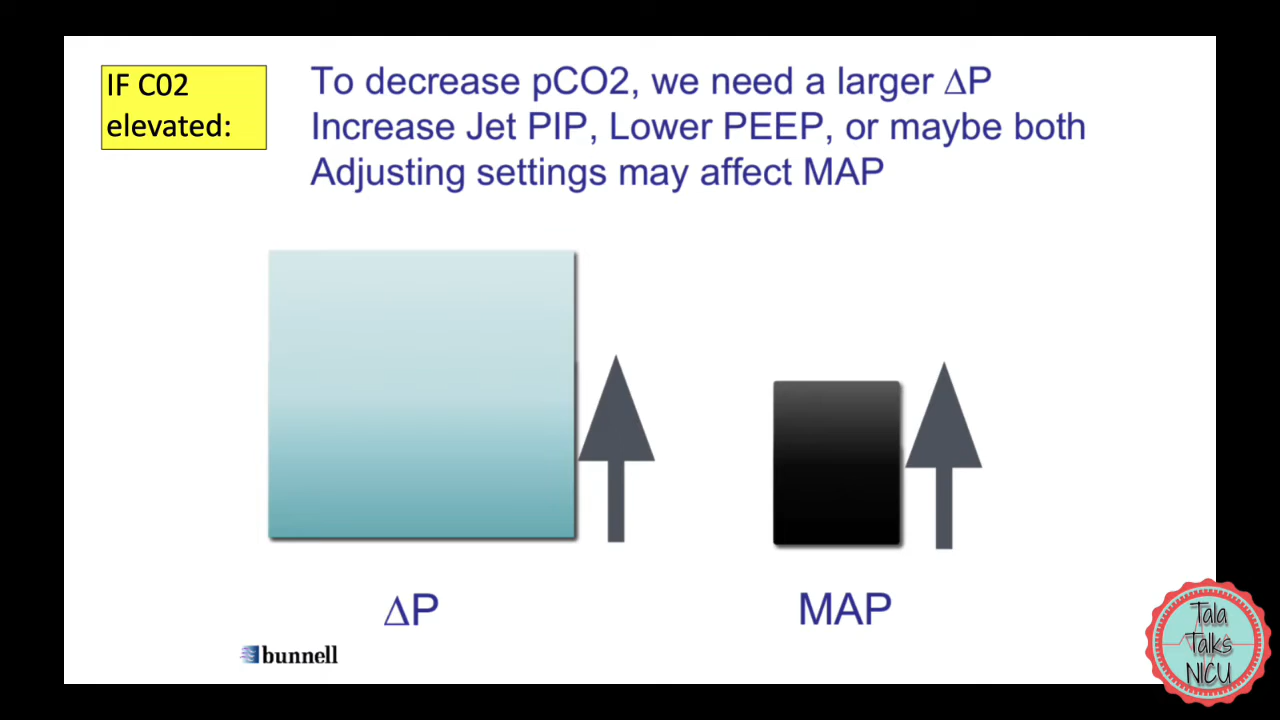 IF C02
elevated:
To decrease pCO2, we need a larger ΔP
Increase Jet PIP, Lower PEEP, or maybe both
Adjusting settings may affect MAP
ΔP
MAP
bunnell
Tala
Talks
NICU